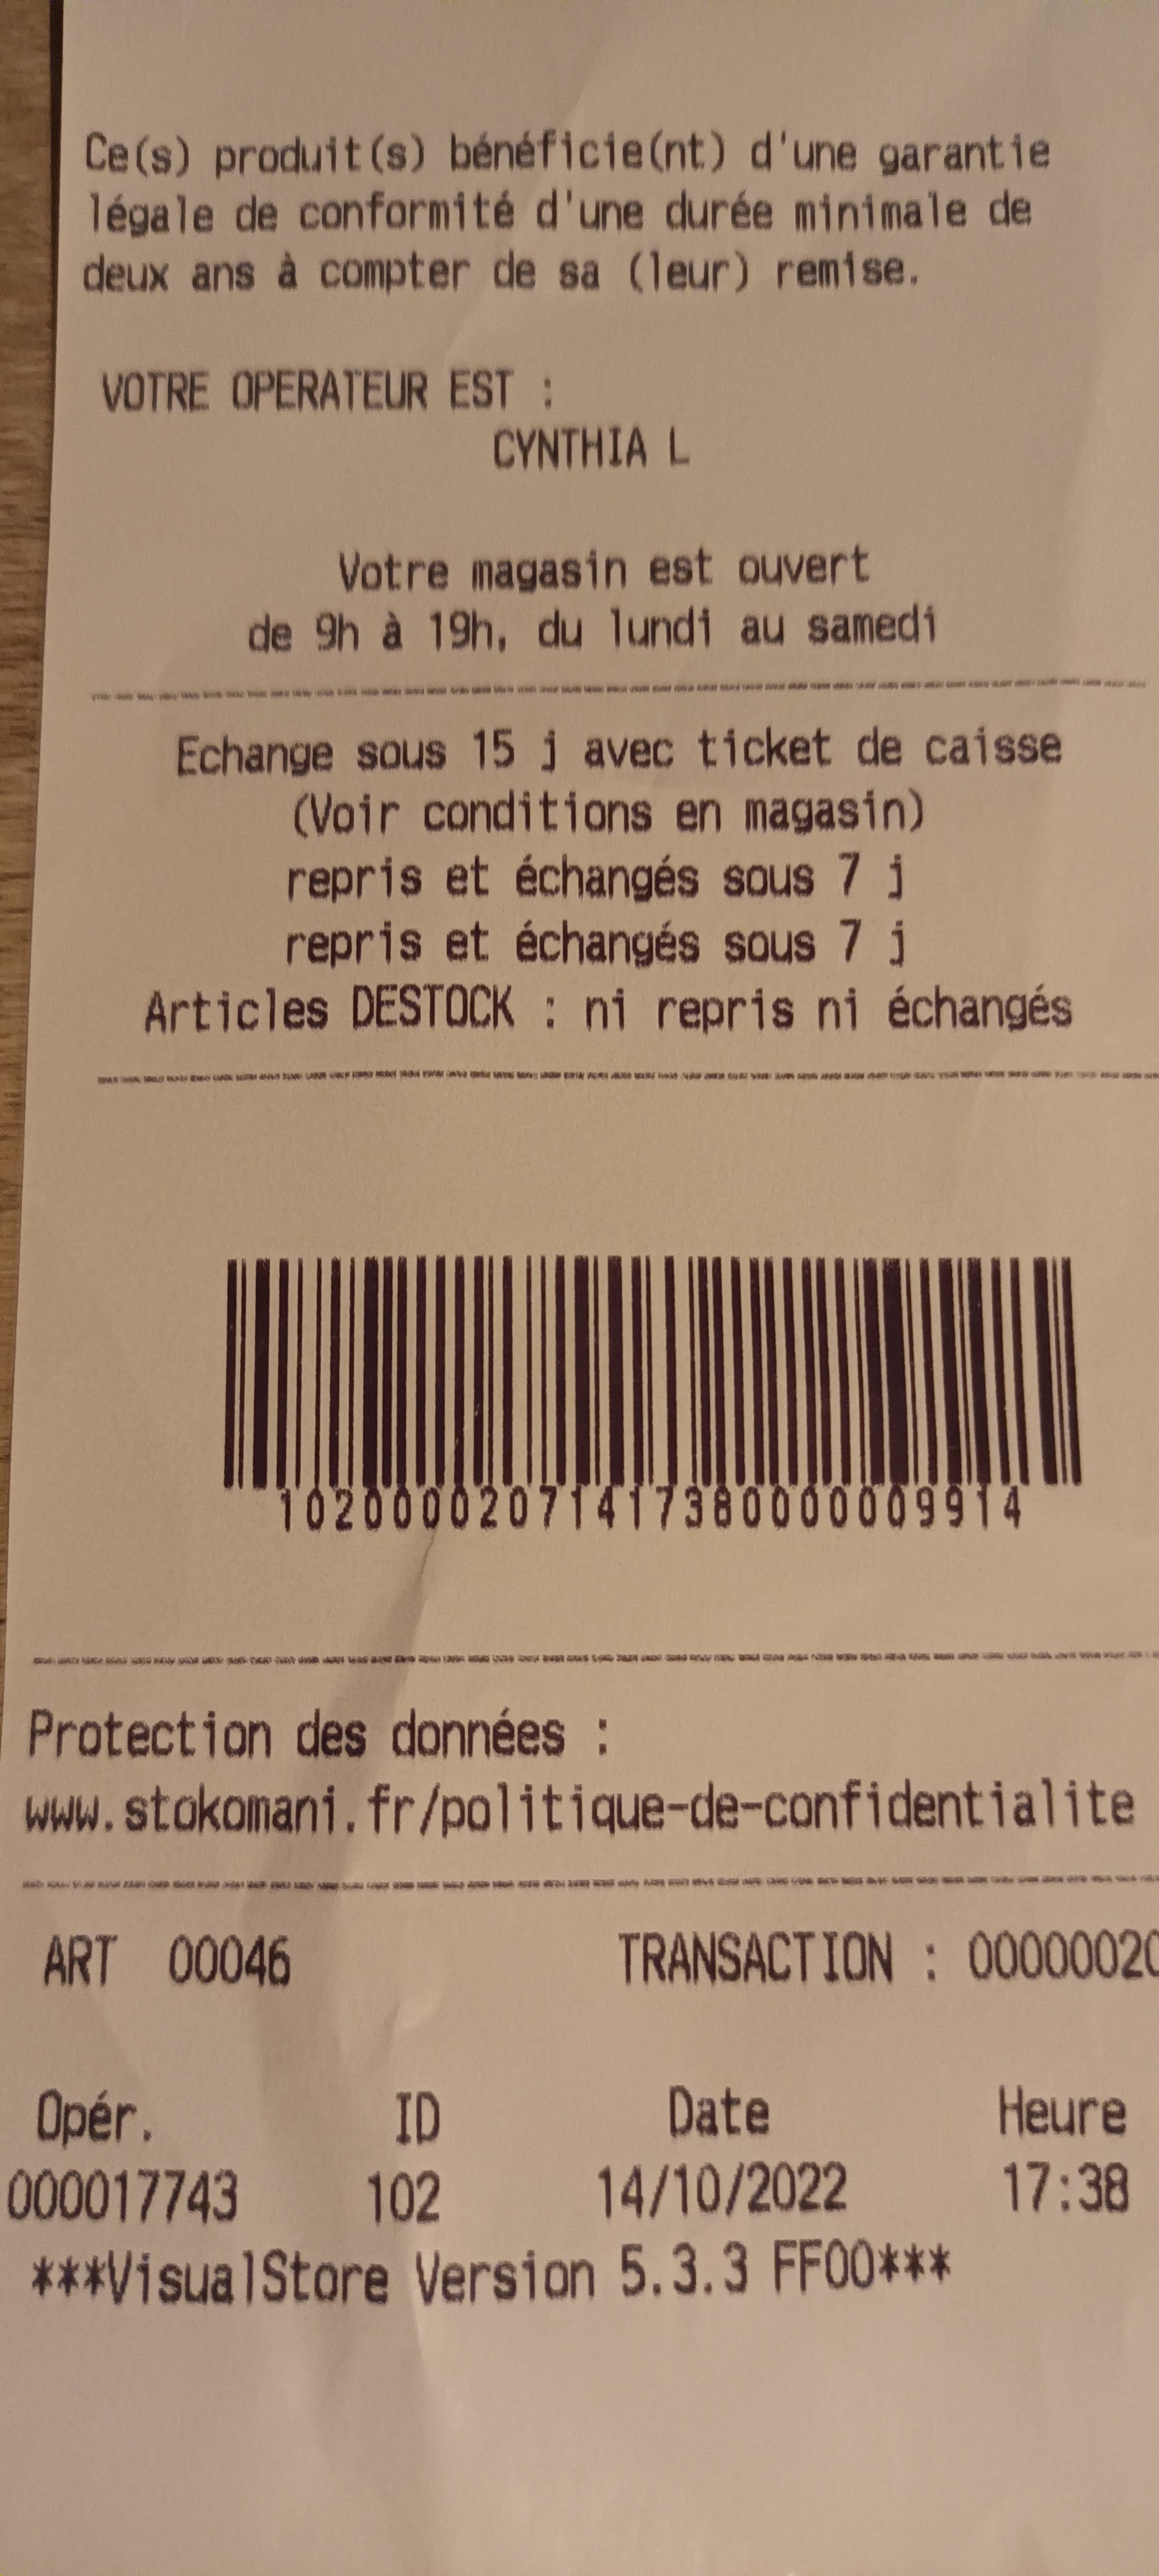 Ce(s) produit(s) bénéficie(nt) d'une garantie
légale de conformité d'une durée minimale de
deux ans à compter de sa (leur) remise.
VOTRE OPERATEUR EST :
CYNTHIA L
Votre magasin est ouvert
de 9h à 19h, du lundi au samedi
Echange sous 15 j avec ticket de caisse
(Voir conditions en magasin)
repris et échangés sous 7 j
repris et échangés sous 7 j
Articles DESTOCK : ni repris ni échangés
10200002071417380000009914
Protection des données :
www.stokomani.fr/politique-de-confidentialite
ART 00046 TRANSACTION : 00000020
Opér. ID Date Heure
000017743 102 14/10/2022 17:38
***VisualStore Version 5.3.3 FF00***